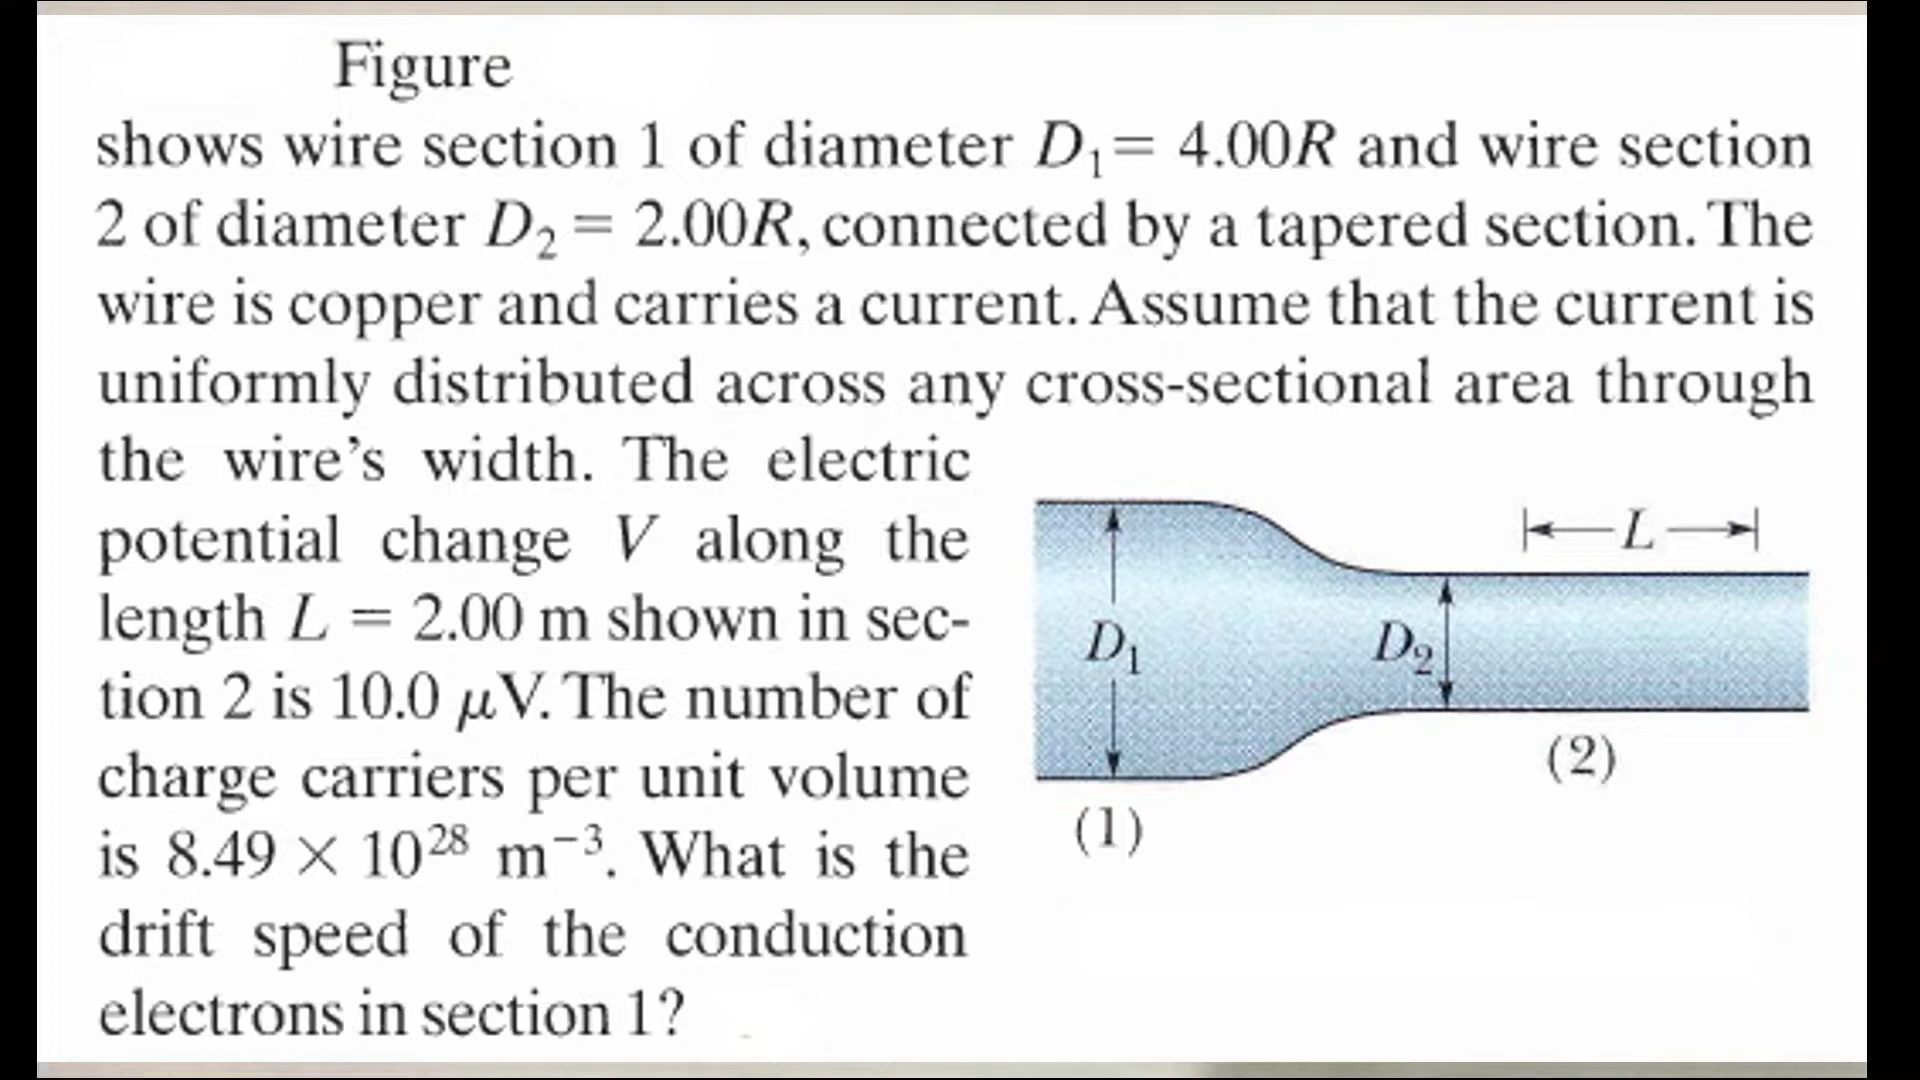 Figure
shows wire section 1 of diameter D₁= 4.00R and wire section
2 of diameter D₂ = 2.00R, connected by a tapered section. The
wire is copper and carries a current. Assume that the current is
uniformly distributed across any cross-sectional area through
the wire's width. The electric
potential change V along the
length L = 2.00 m shown in sec-
tion 2 is 10.0 μV. The number of
charge carriers per unit volume
is 8.49 × 10²⁸ m⁻³. What is the
drift speed of the conduction
electrons in section 1?
L
D₁
D₂
(2)
(1)